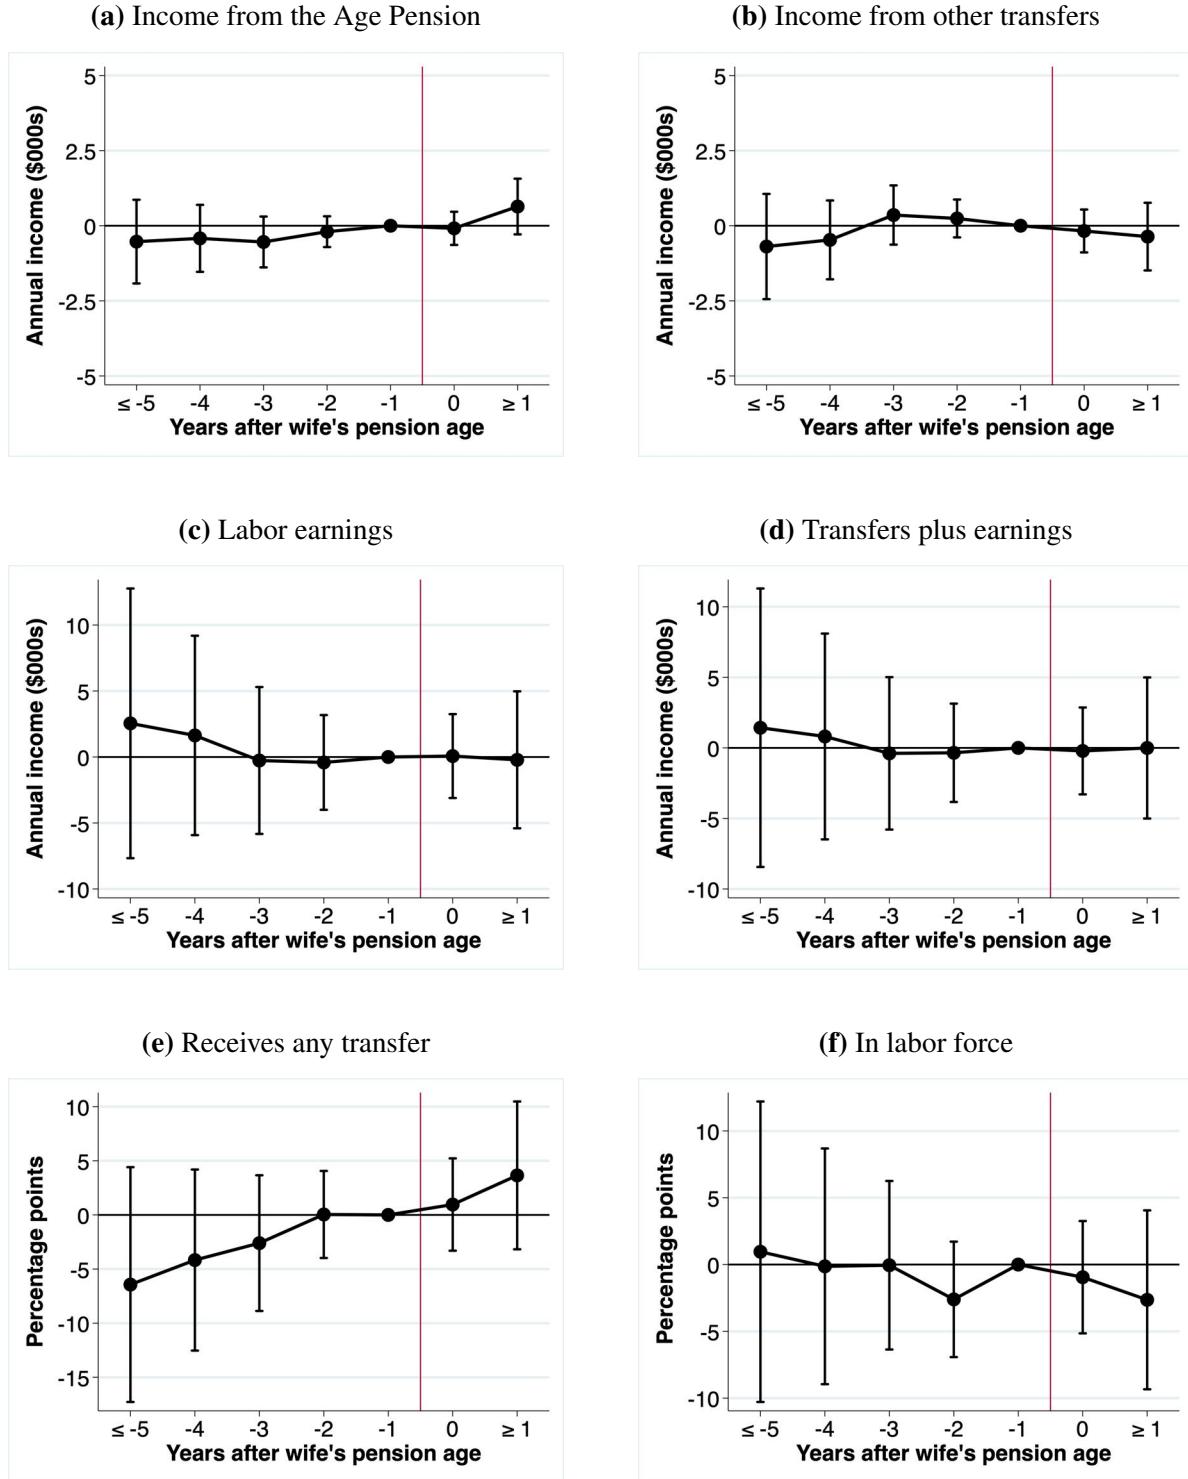 (a) Income from the Age Pension
Annual income ($000s)
5
2.5
0
-2.5
-5
≤ -5 -4 -3 -2 -1 0 ≥ 1
Years after wife's pension age
(b) Income from other transfers
Annual income ($000s)
5
2.5
0
-2.5
-5
≤ -5 -4 -3 -2 -1 0 ≥ 1
Years after wife's pension age
(c) Labor earnings
Annual income ($000s)
10
5
0
-5
-10
≤ -5 -4 -3 -2 -1 0 ≥ 1
Years after wife's pension age
(d) Transfers plus earnings
Annual income ($000s)
10
5
0
-5
-10
≤ -5 -4 -3 -2 -1 0 ≥ 1
Years after wife's pension age
(e) Receives any transfer
Percentage points
10
5
0
-5
-10
-15
≤ -5 -4 -3 -2 -1 0 ≥ 1
Years after wife's pension age
(f) In labor force
Percentage points
10
5
0
-5
-10
≤ -5 -4 -3 -2 -1 0 ≥ 1
Years after wife's pension age